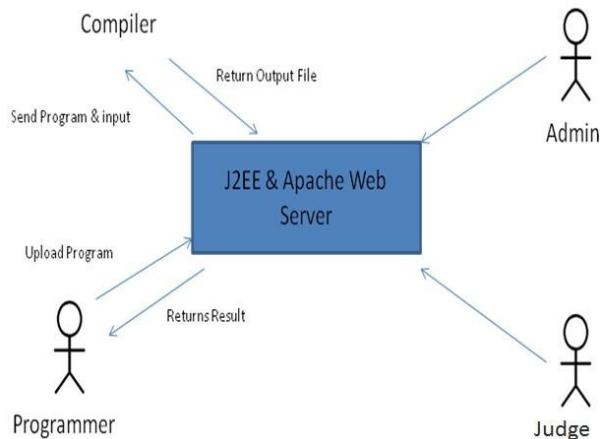 Compiler
Return Output File
Send Program & input
Admin
J2EE & Apache Web
Server
Upload Program
Returns Result
Programmer
Judge